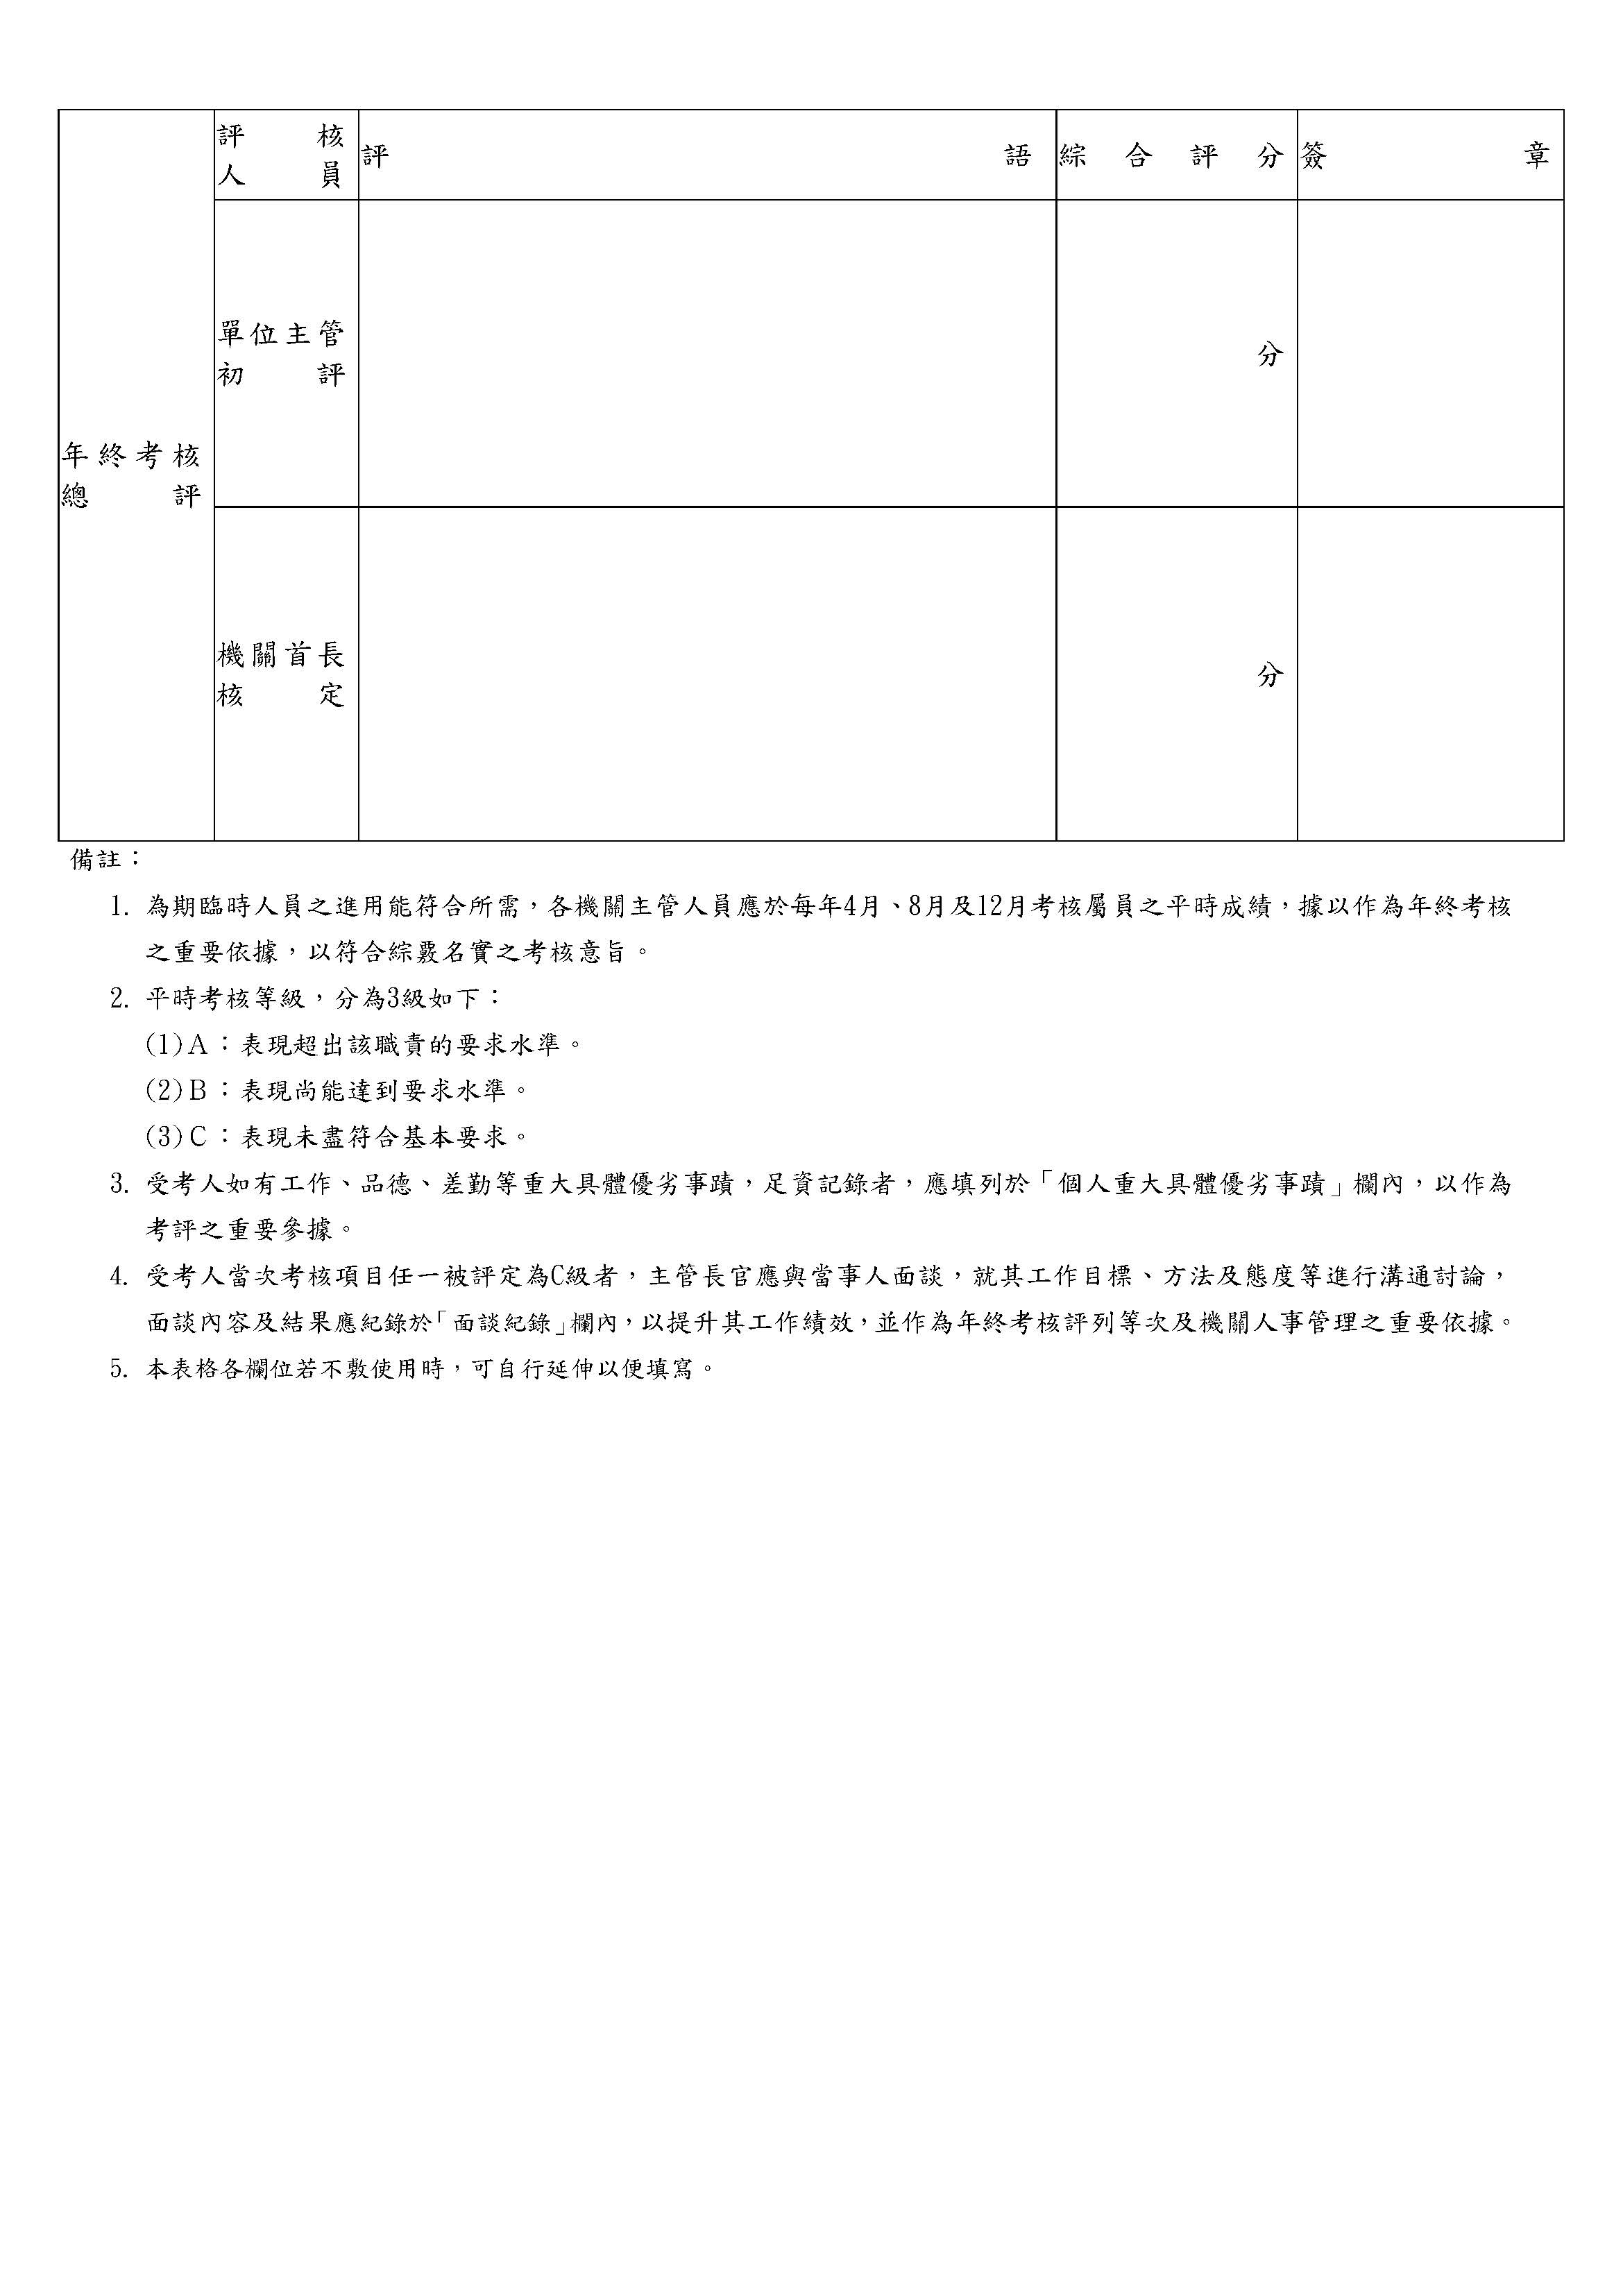 評核
人員
評語
綜合評分
簽章
年終考核
總評
單位主管
初評
分
機關首長
核定
分
備註：
1. 為期臨時人員之進用能符合所需，各機關主管人員應於每年4月、8月及12月考核屬員之平時成績，據以作為年終考核
之重要依據，以符合綜覈名實之考核意旨。
2. 平時考核等級，分為3級如下：
(1)A：表現超出該職責的要求水準。
(2)B：表現尚能達到要求水準。
(3)C：表現未盡符合基本要求。
3. 受考人如有工作、品德、差勤等重大具體優劣事蹟，足資記錄者，應填列於「個人重大具體優劣事蹟」欄內，以作為
考評之重要參據。
4. 受考人當次考核項目任一被評定為C級者，主管長官應與當事人面談，就其工作目標、方法及態度等進行溝通討論，
面談內容及結果應紀錄於「面談紀錄」欄內，以提升其工作績效，並作為年終考核評列等次及機關人事管理之重要依據。
5. 本表格各欄位若不敷使用時，可自行延伸以便填寫。